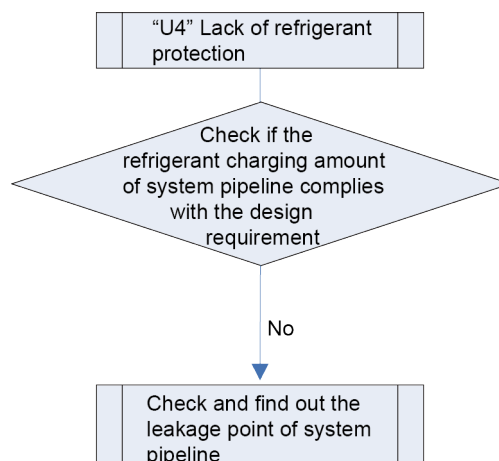 “U4” Lack of refrigerant
protection
Check if the
refrigerant charging amount
of system pipeline complies
with the design
requirement
No
Check and find out the
leakage point of system
pipeline